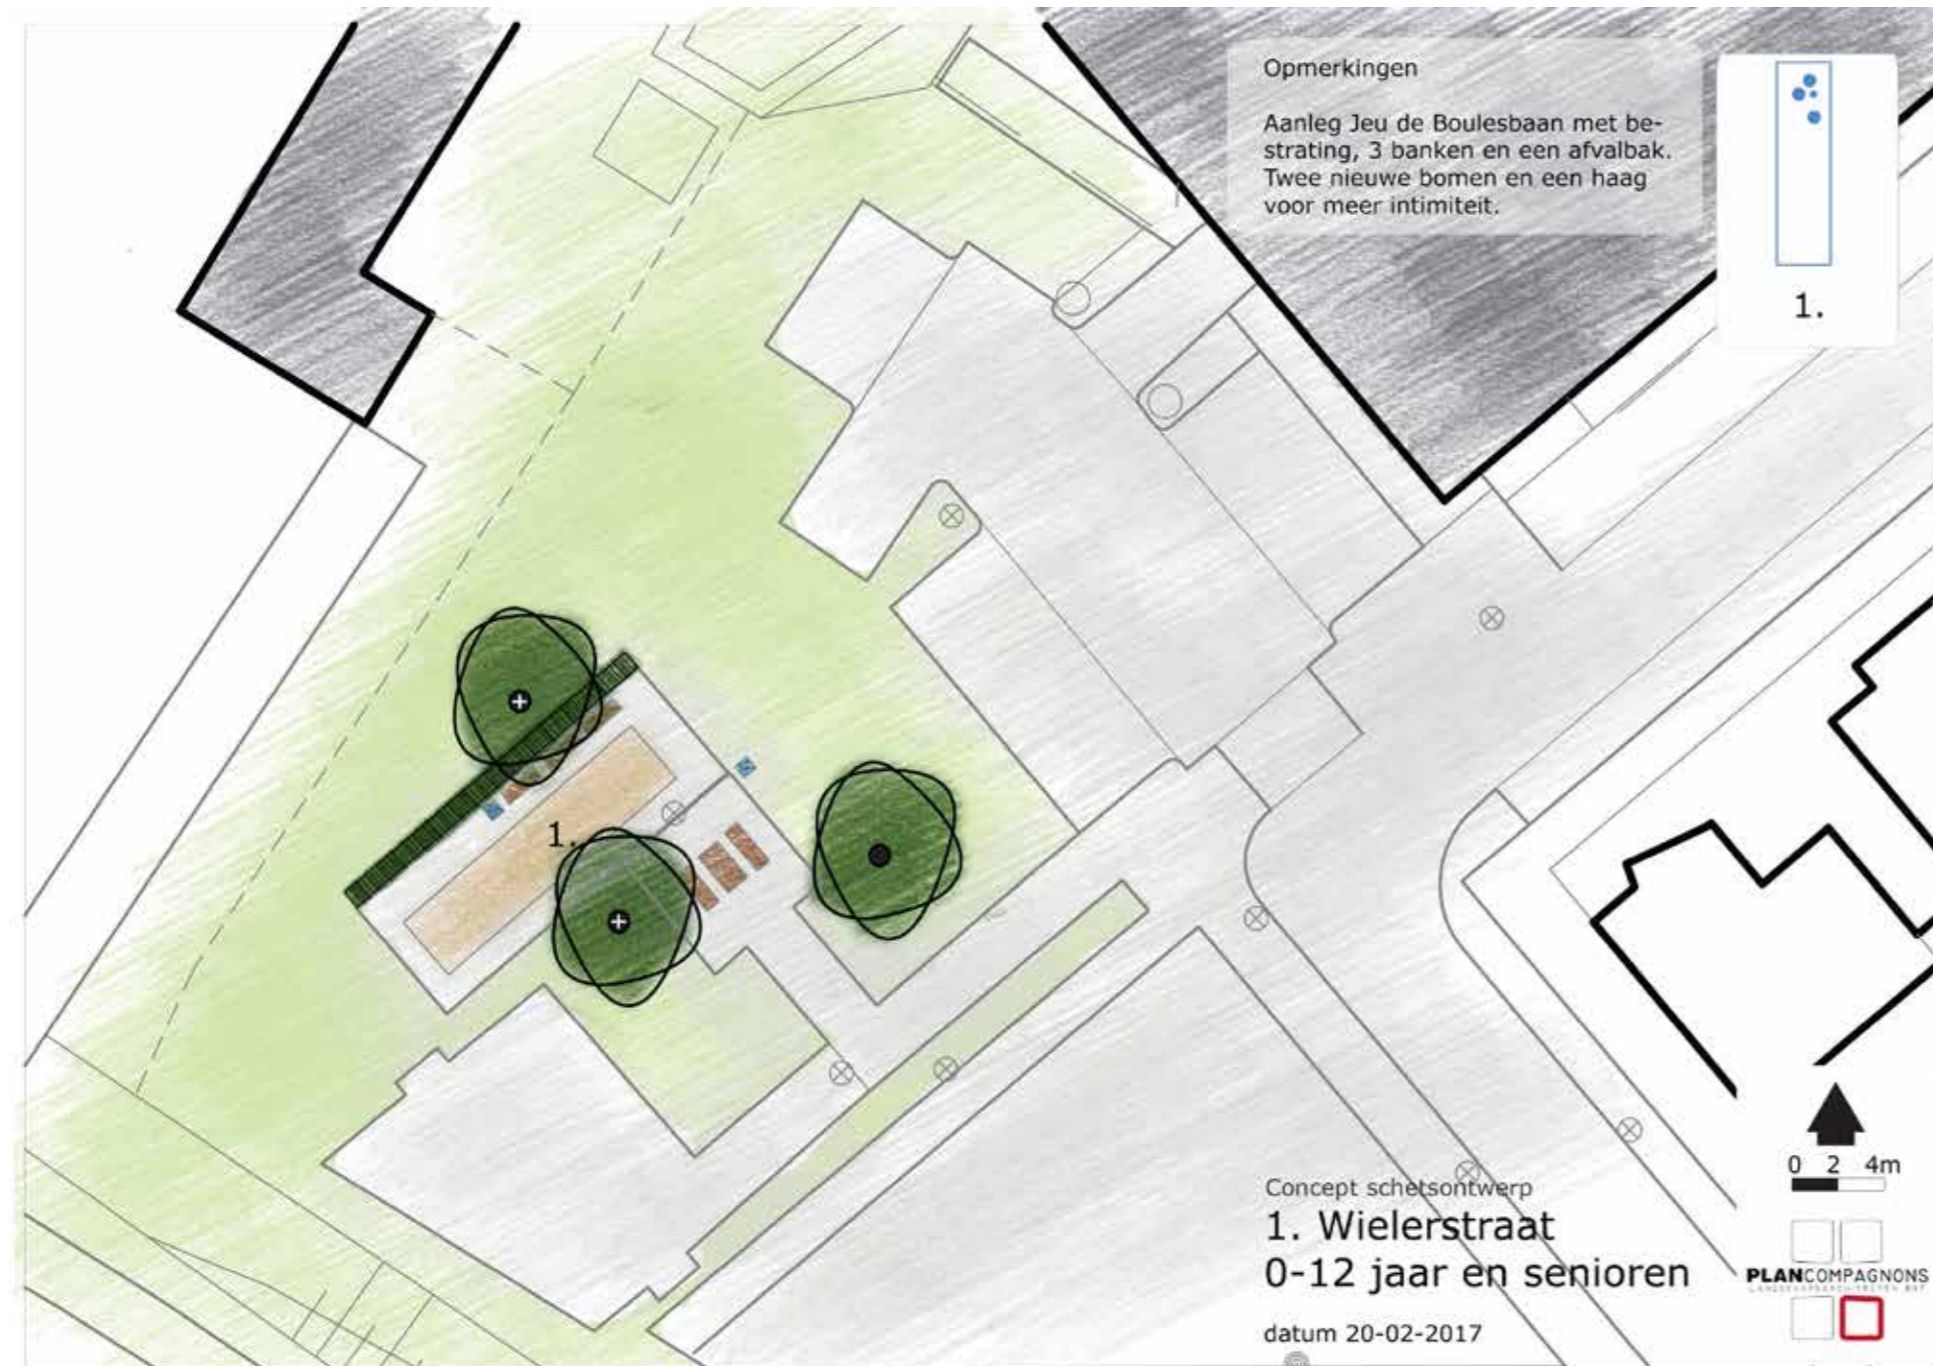 Opmerkingen
Aanleg Jeu de Boulesbaan met be-
strating, 3 banken en een afvalbak.
Twee nieuwe bomen en een haag
voor meer intimiteit.
1.
1.
0 2 4m
Concept schetsontwerp
1. Wielerstraat
0-12 jaar en senioren
datum 20-02-2017
PLANCOMPAGNONS